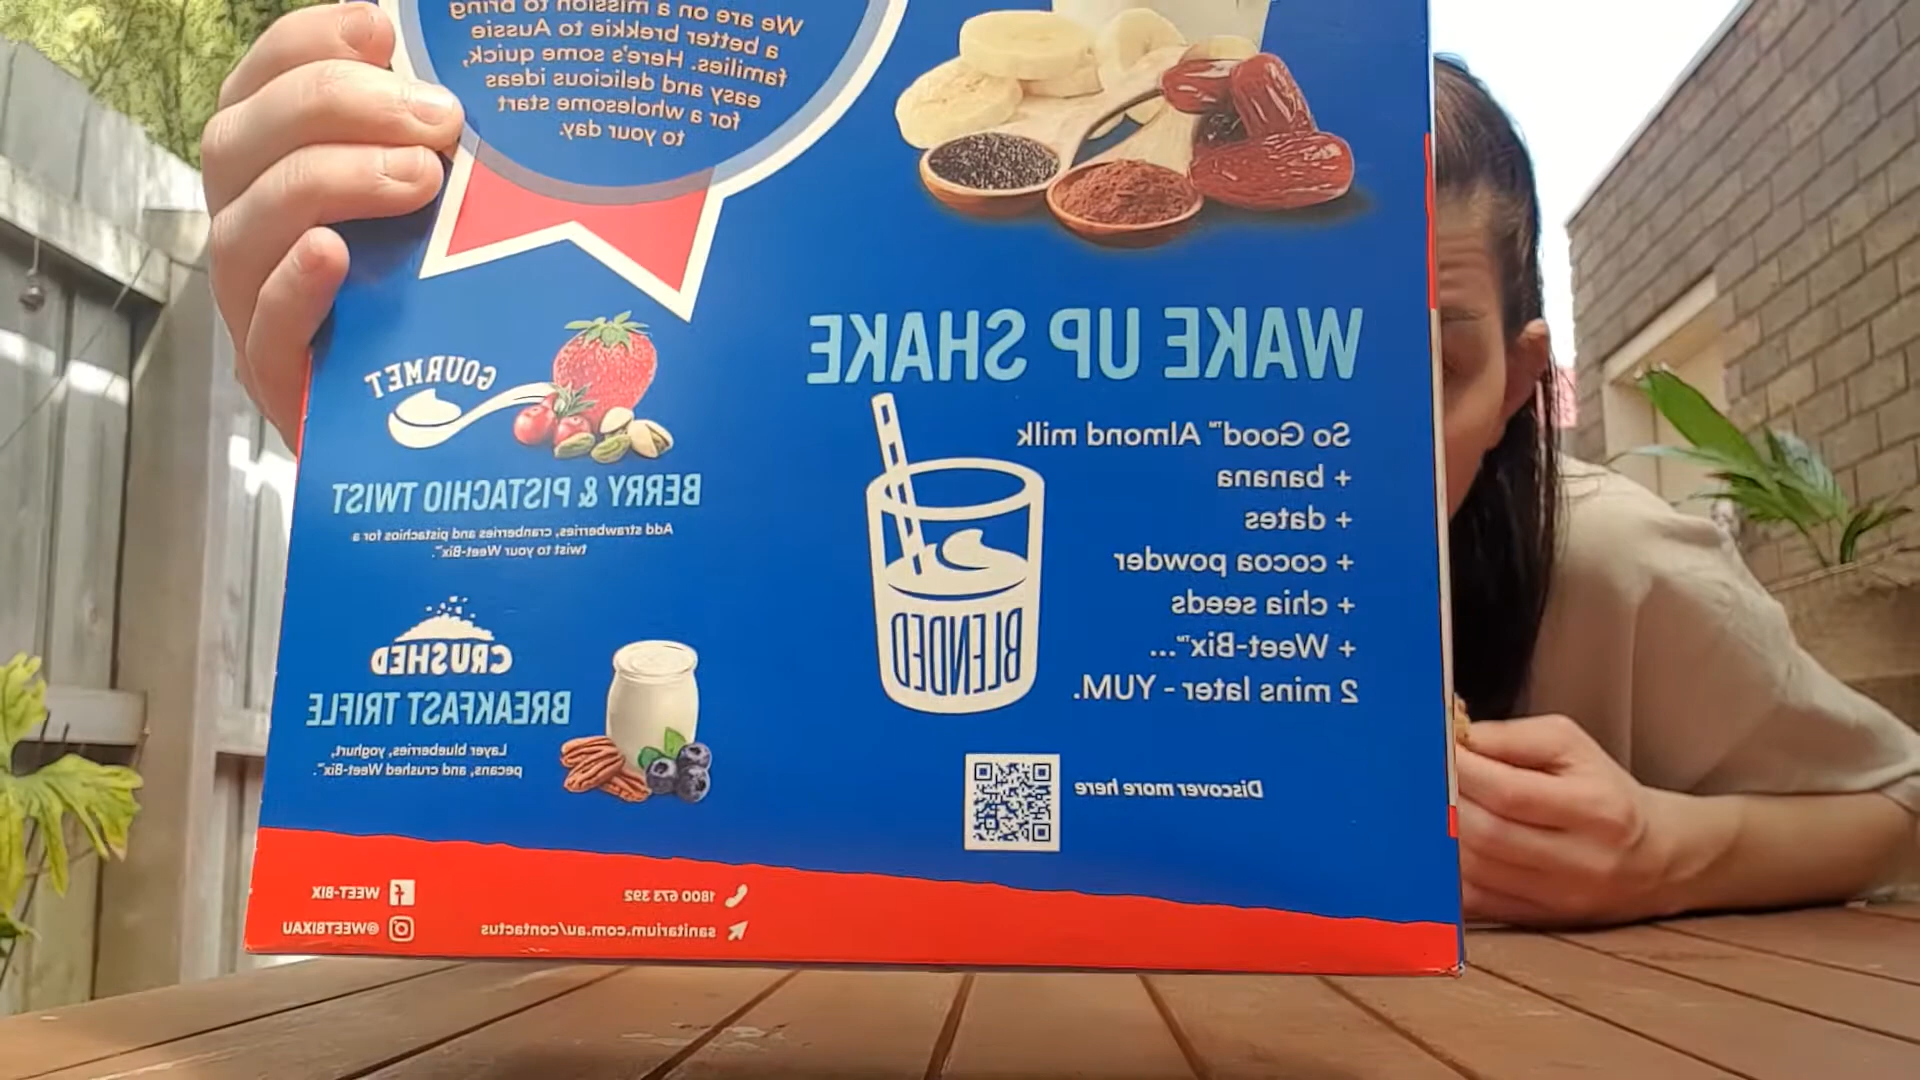 We are on a mission to bring
a better brekkie to Aussie
families. Here's some quick,
easy and delicious ideas
for a wholesome start
to your day.
WAKE UP SHAKE
So Good™ Almond milk
+ banana
+ dates
+ cocoa powder
+ chia seeds
+ Weet-Bix™...
2 mins later - YUM.
BLENDED
Discover more here
GOURMET
BERRY & PISTACHIO TWIST
Add strawberries, cranberries and pistachios for a
twist to your Weet-Bix™.
CRUSHED
BREAKFAST TRIFLE
Layer blueberries, yoghurt,
pecans, and crushed Weet-Bix™.
1800 673 392
sanitarium.com.au/contactus
WEET-BIX
@WEETBIXAU